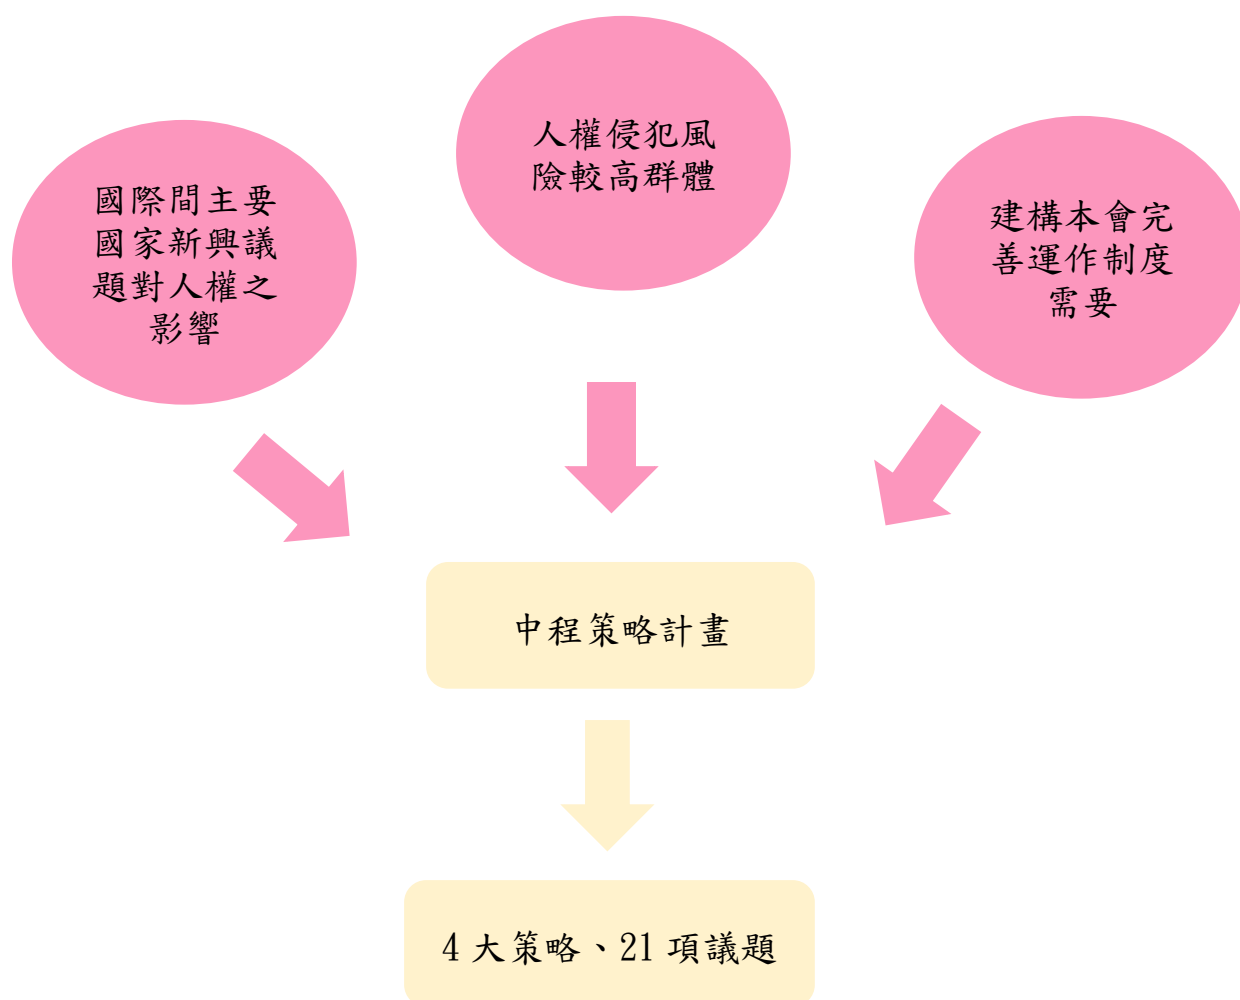 國際間主要
國家新興議
題對人權之
影響
人權侵犯風
險較高群體
建構本會完
善運作制度
需要
中程策略計畫
4 大策略、21 項議題